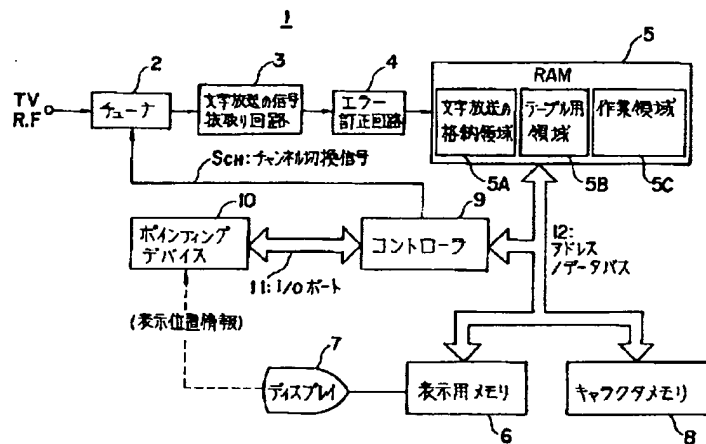 1
2
3
4
5
TV
R.F
チューナ
文字放送の信号
抜取り回路
エラー
訂正回路
RAM
文字放送の
格納領域
テーブル用
領域
作業領域
5A
5B
5C
SCH:チャンネル切換信号
10
9
ポインティング
デバイス
コントローラ
11:I/Oポート
12:
アドレス
/データバス
(表示位置情報)
7
ディスプレイ
表示用メモリ
キャラクタメモリ
6
8